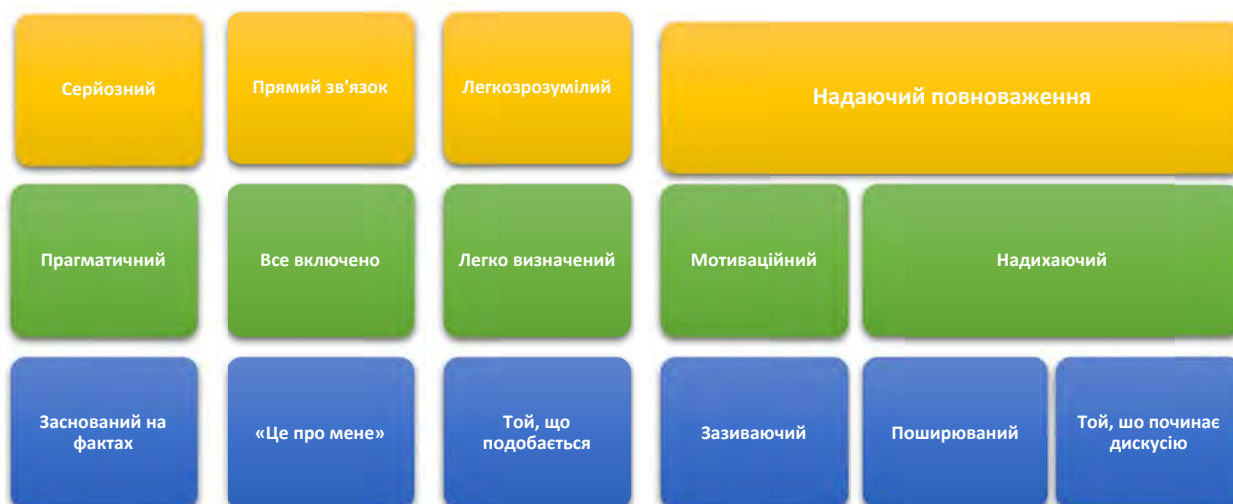 Серйозний
Прямий зв'язок
Легкозрозумілий
Надаючий повноваження
Прагматичний
Все включено
Легко визначений
Мотиваційний
Надихаючий
Заснований на
фактах
«Це про мене»
Той, що
подобається
Зазиваючий
Поширюваний
Той, шо починає
дискусію